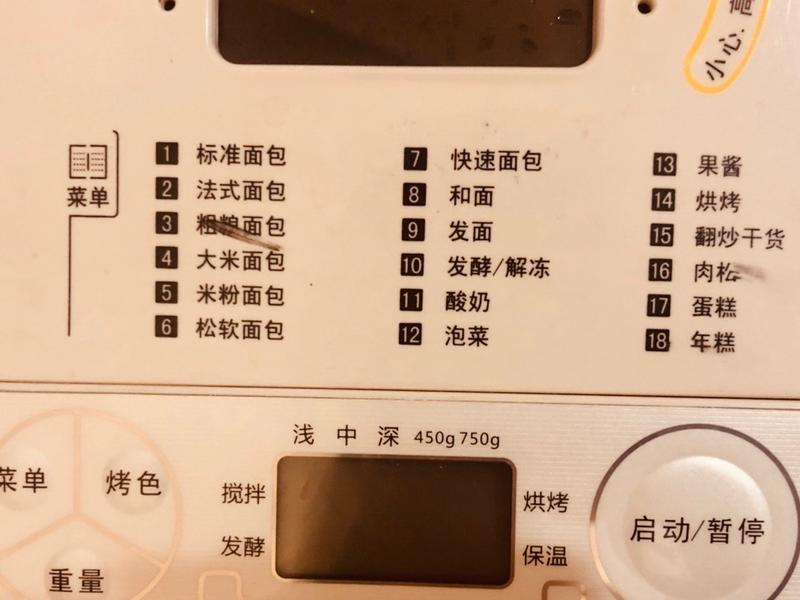 小心.
菜单
1 标准面包
2 法式面包
3 粗粮面包
4 大米面包
5 米粉面包
6 松软面包
7 快速面包
8 和面
9 发面
10 发酵/解冻
11 酸奶
12 泡菜
13 果酱
14 烘烤
15 翻炒干货
16 肉松
17 蛋糕
18 年糕
浅 中 深 450g 750g
菜单
烤色
重量
搅拌
发酵
烘烤
保温
启动/暂停